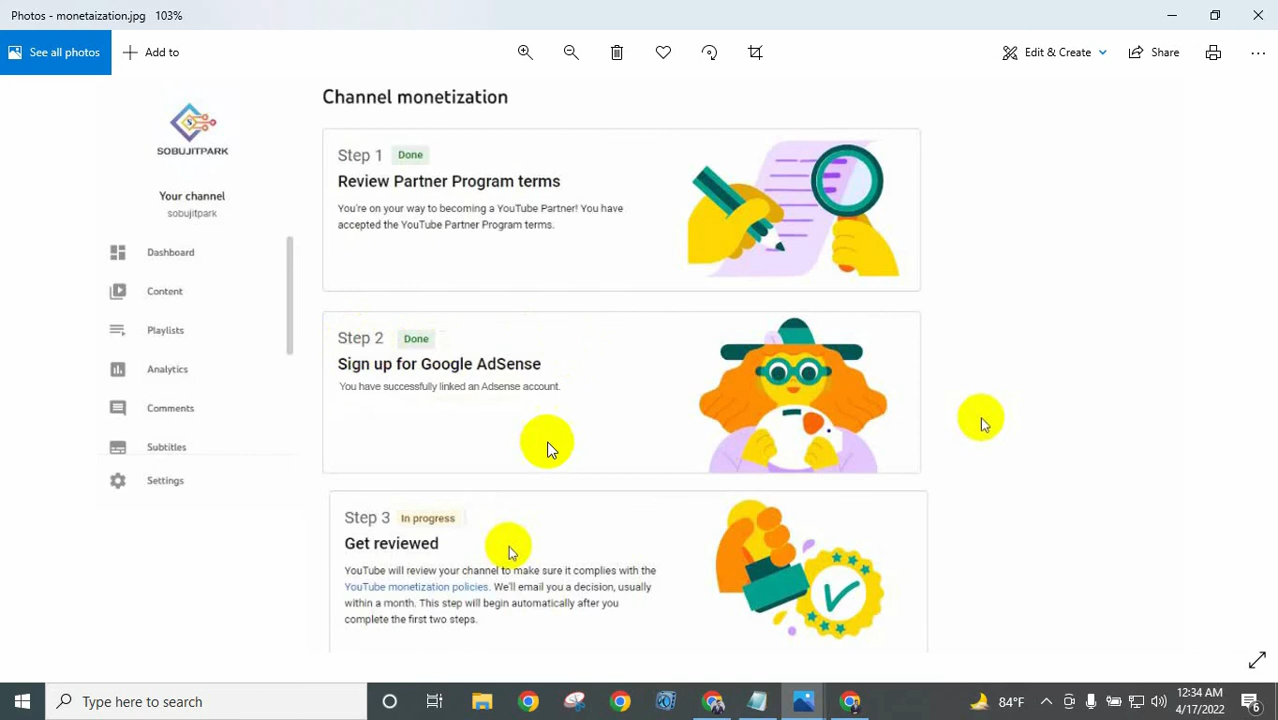 Photos - monetaization.jpg 103%
See all photos
Add to
Edit & Create
Share
S
SOBUJITPARK
Your channel
sobujitpark
Dashboard
Content
Playlists
Analytics
Comments
Subtitles
Settings
Channel monetization
Step 1 Done
Review Partner Program terms
You're on your way to becoming a YouTube Partner! You have
accepted the YouTube Partner Program terms.
Step 2 Done
Sign up for Google AdSense
You have successfully linked an Adsense account.
Step 3 In progress
Get reviewed
YouTube will review your channel to make sure it complies with the
YouTube monetization policies. We'll email you a decision, usually
within a month. This step will begin automatically after you
complete the first two steps.
Type here to search
84°F
12:34 AM
4/17/2022
6